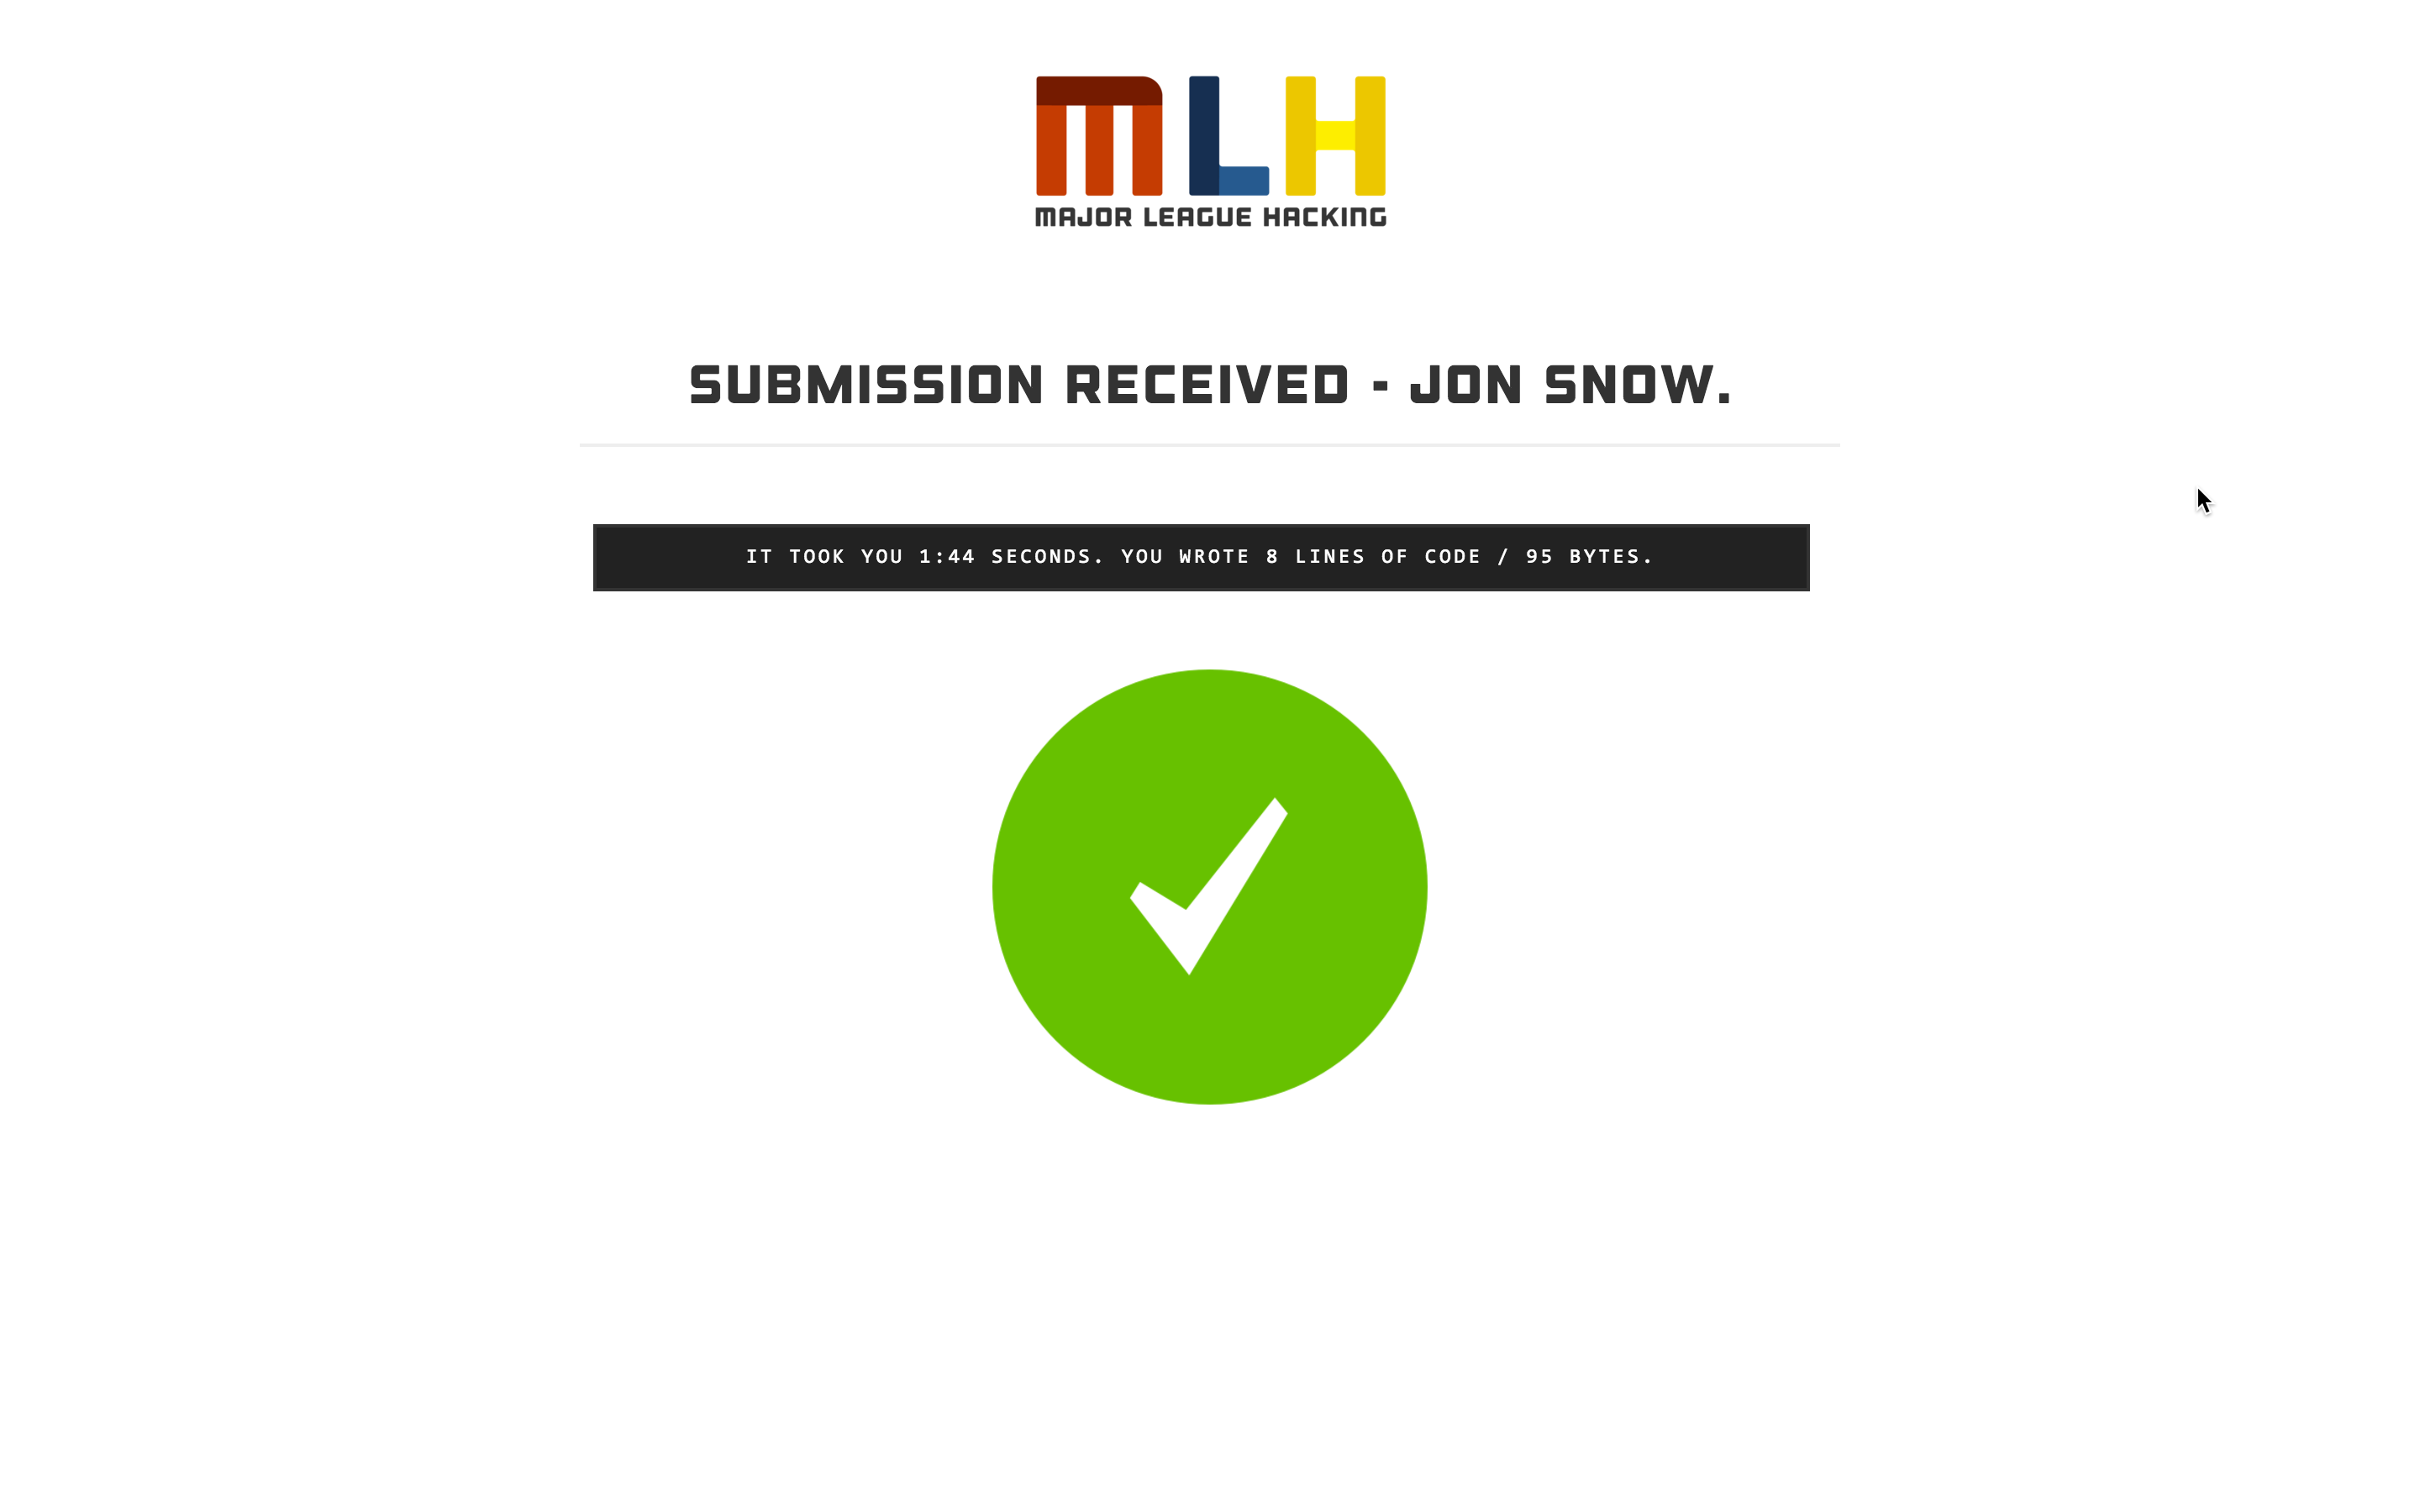 MLH
MAJOR LEAGUE HACKING
SUBMISSION RECEIVED - JON SNOW.
IT TOOK YOU 1:44 SECONDS. YOU WROTE 8 LINES OF CODE / 95 BYTES.